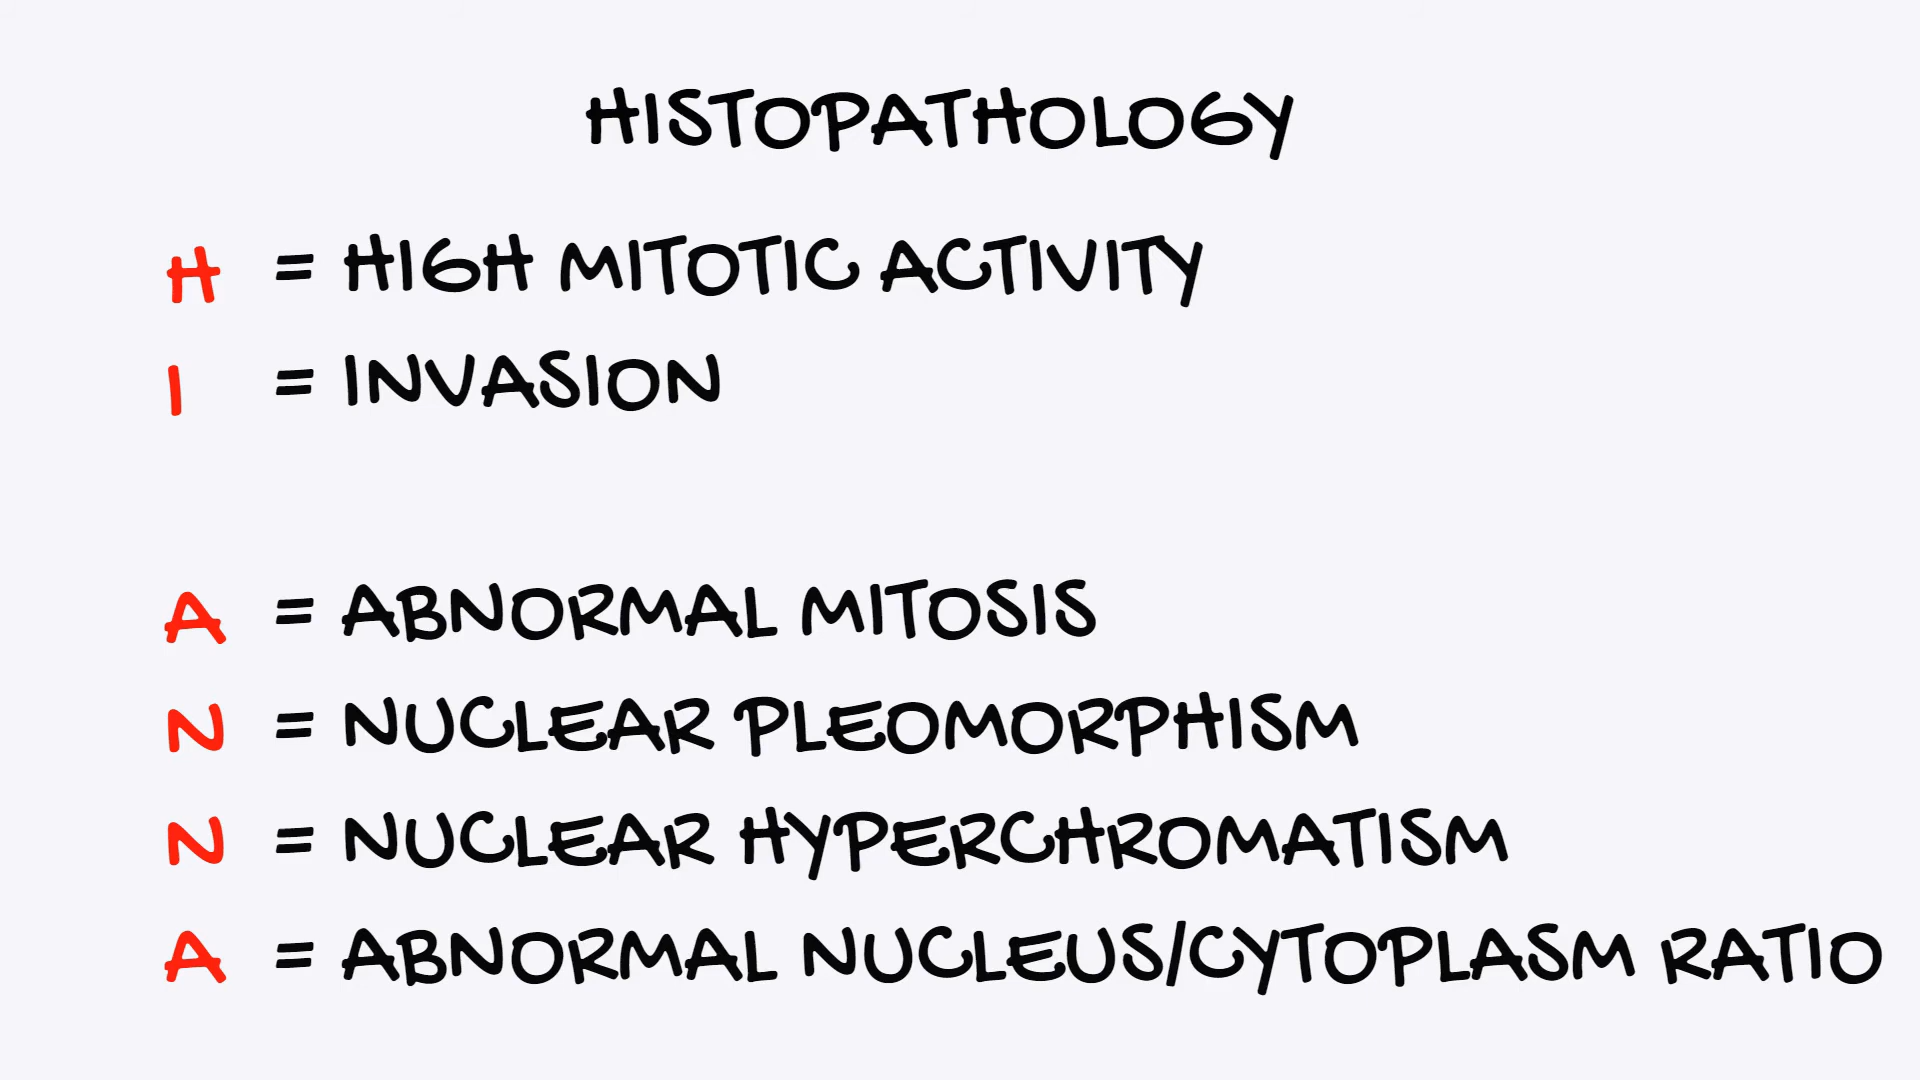 HISTOPATHOLOGY
H = HIGH MITOTIC ACTIVITY
I = INVASION
A = ABNORMAL MITOSIS
N = NUCLEAR PLEOMORPHISM
N = NUCLEAR HYPERCHROMATISM
A = ABNORMAL NUCLEUS/CYTOPLASM RATIO